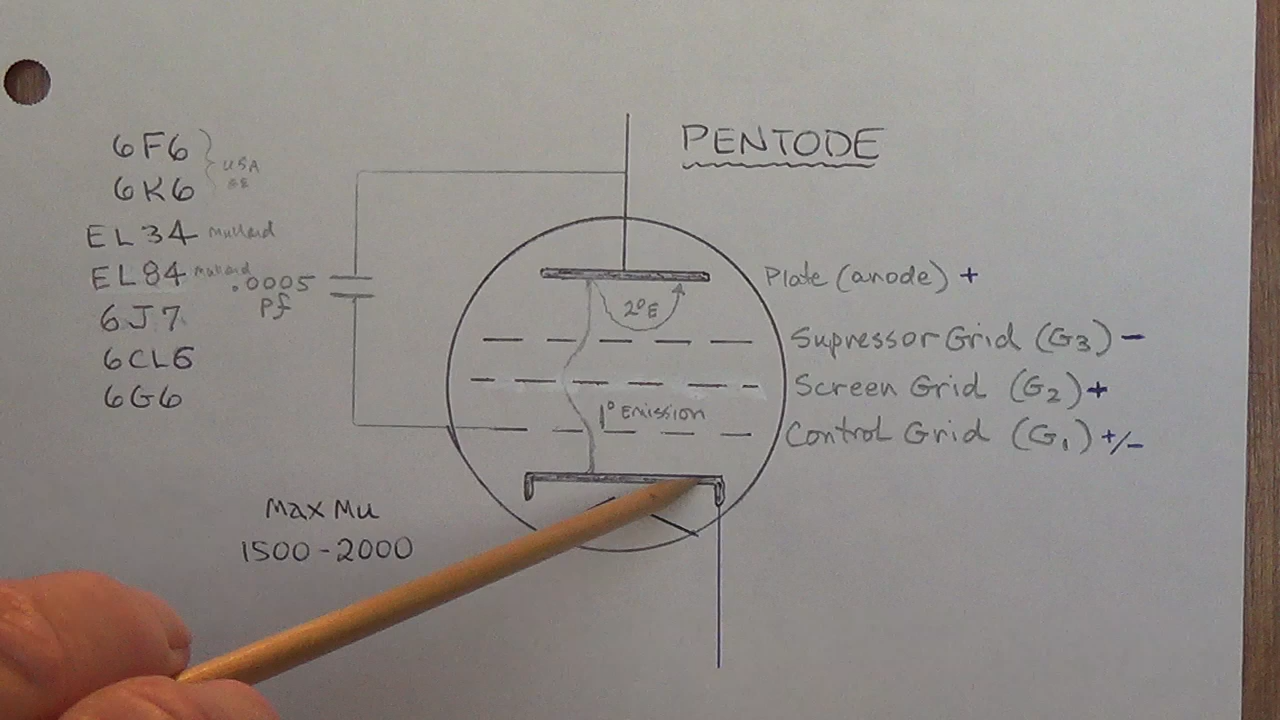 PENTODE
6F6
6K6
USA
EL34 mullard
EL84 mullard
6J7
6CL6
6G6
.0005
Pf
2°E
1° Emission
Plate (anode) +
Supressor Grid (G3) -
Screen Grid (G2) +
Control Grid (G1) +/-
Max Mu
1500-2000